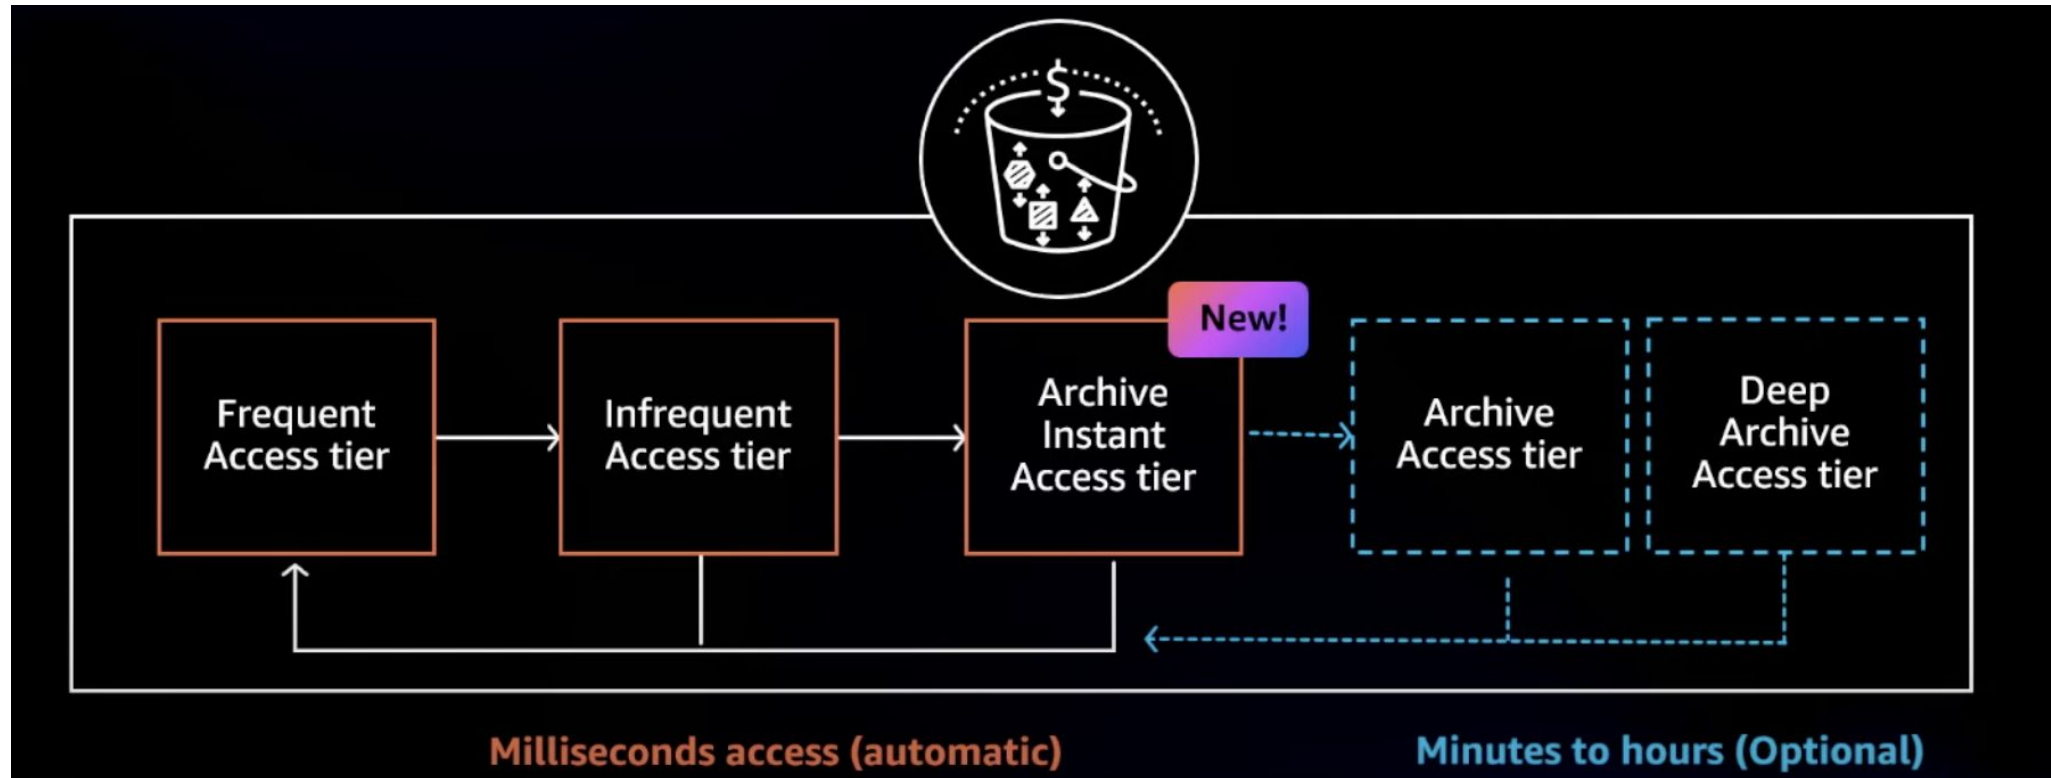 $
New!
Frequent
Access tier
Infrequent
Access tier
Archive
Instant
Access tier
Archive
Access tier
Deep
Archive
Access tier
Milliseconds access (automatic)
Minutes to hours (Optional)